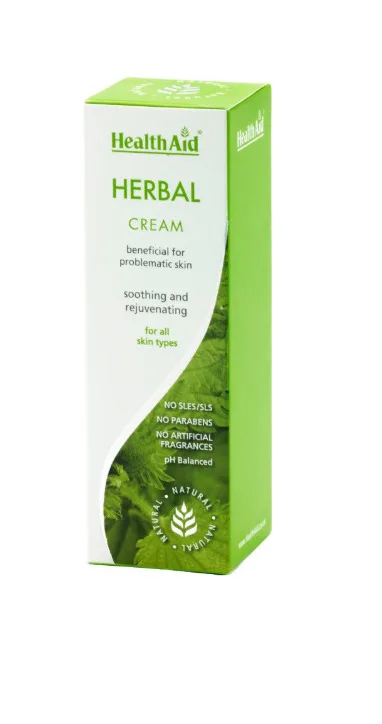 HealthAid®
HERBAL
CREAM
beneficial for
problematic skin
soothing and
rejuvenating
for all
skin types
NO SLES/SLS
NO PARABENS
NO ARTIFICIAL
FRAGRANCES
pH Balanced
NATURAL • NATURAL • NATURAL •
HealthAid®